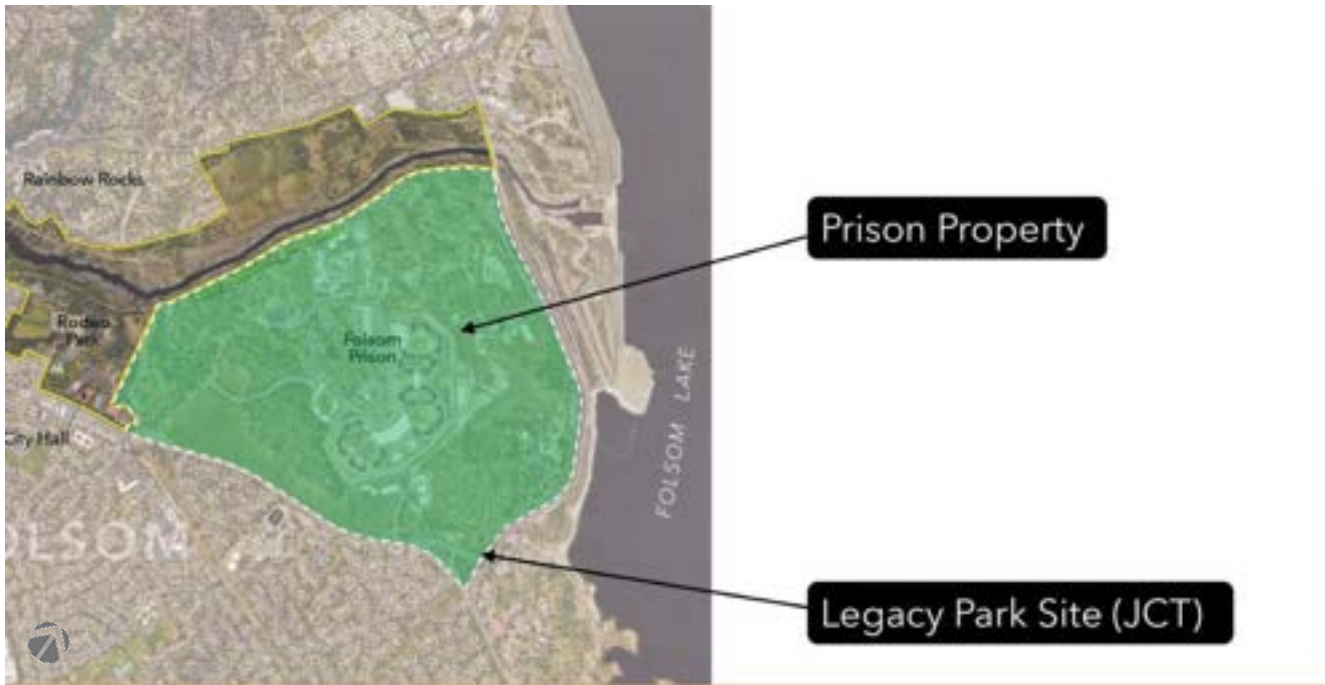 Rainbow Rocks
Prison Property
Rodeo
Park
Folsom
Prison
City Hall
FOLSOM LAKE
OLSOM
Legacy Park Site (JCT)